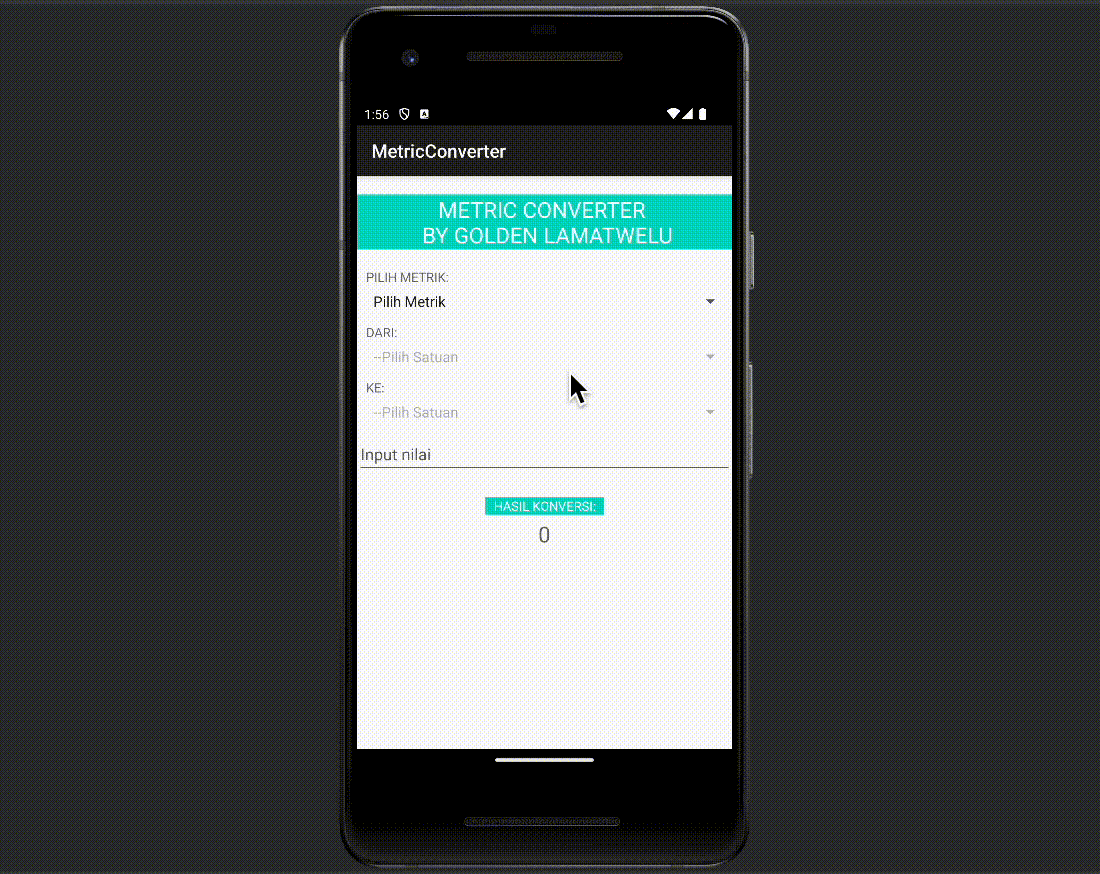 1:56
A
MetricConverter
METRIC CONVERTER
BY GOLDEN LAMATWELU
PILIH METRIK:
Pilih Metrik
DARI:
--Pilih Satuan
KE:
--Pilih Satuan
Input nilai
HASIL KONVERSI:
0